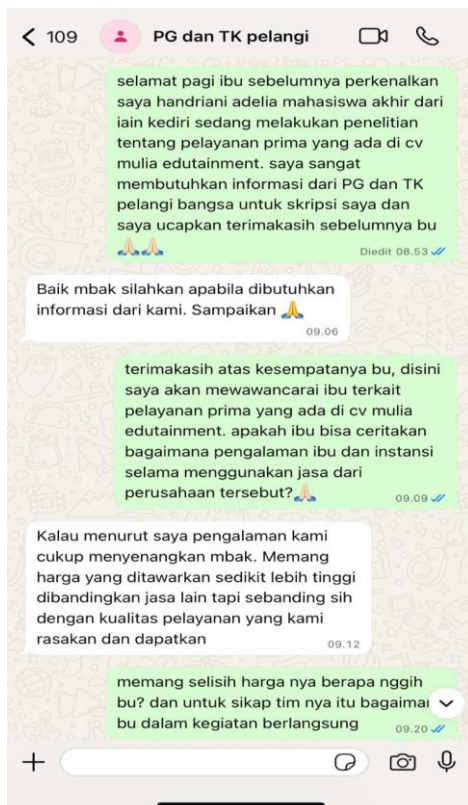 109 PG dan TK pelangi
selamat pagi ibu sebelumnya perkenalkan
saya handriani adelia mahasiswa akhir dari
iain kediri sedang melakukan penelitian
tentang pelayanan prima yang ada di cv
mulia edutainment. saya sangat
membutuhkan informasi dari PG dan TK
pelangi bangsa untuk skripsi saya dan
saya ucapkan terimakasih sebelumnya bu
🙏🏻🙏🏻 Diedit 08.53
Baik mbak silahkan apabila dibutuhkan
informasi dari kami. Sampaikan 🙏
09.06
terimakasih atas kesempatanya bu, disini
saya akan mewawancarai ibu terkait
pelayanan prima yang ada di cv mulia
edutainment. apakah ibu bisa ceritakan
bagaimana pengalaman ibu dan instansi
selama menggunakan jasa dari
perusahaan tersebut?🙏🏻 09.09
Kalau menurut saya pengalaman kami
cukup menyenangkan mbak. Memang
harga yang ditawarkan sedikit lebih tinggi
dibandingkan jasa lain tapi sebanding sih
dengan kualitas pelayanan yang kami
rasakan dan dapatkan 09.12
memang selisih harga nya berapa nggih
bu? dan untuk sikap tim nya itu
bu dalam kegiatan berlangsung 09.20